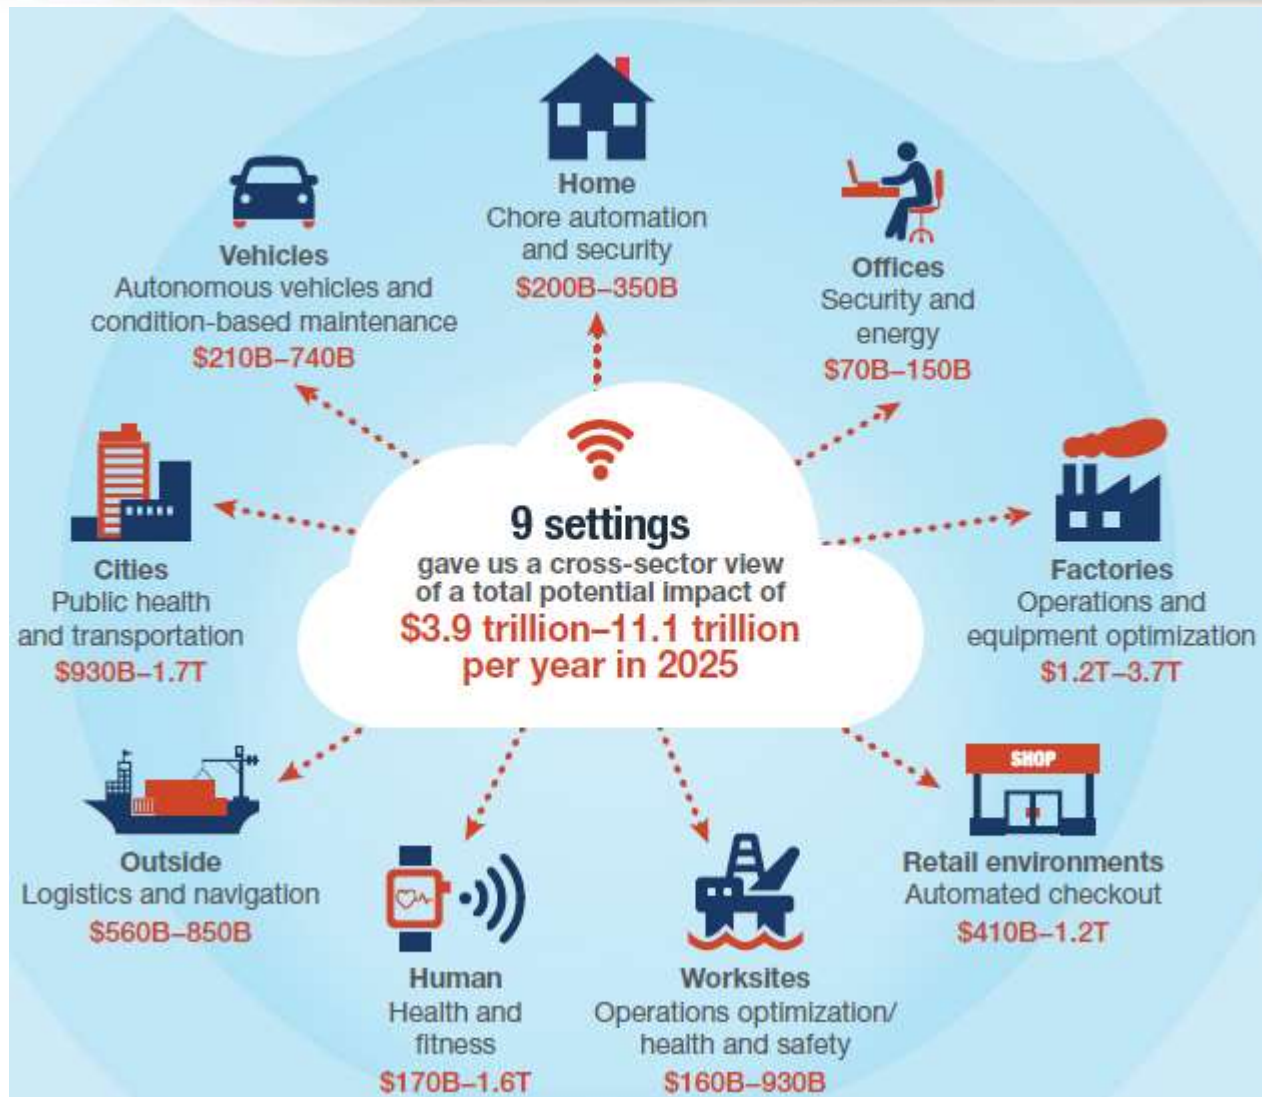 Home
Chore automation
and security
$200B–350B
Offices
Security and
energy
$70B–150B
Factories
Operations and
equipment optimization
$1.2T–3.7T
SHOP
Retail environments
Automated checkout
$410B–1.2T
Worksites
Operations optimization/
health and safety
$160B–930B
Human
Health and
fitness
$170B–1.6T
Outside
Logistics and navigation
$560B–850B
Cities
Public health
and transportation
$930B–1.7T
Vehicles
Autonomous vehicles and
condition-based maintenance
$210B–740B
9 settings
gave us a cross-sector view
of a total potential impact of
$3.9 trillion–11.1 trillion
per year in 2025